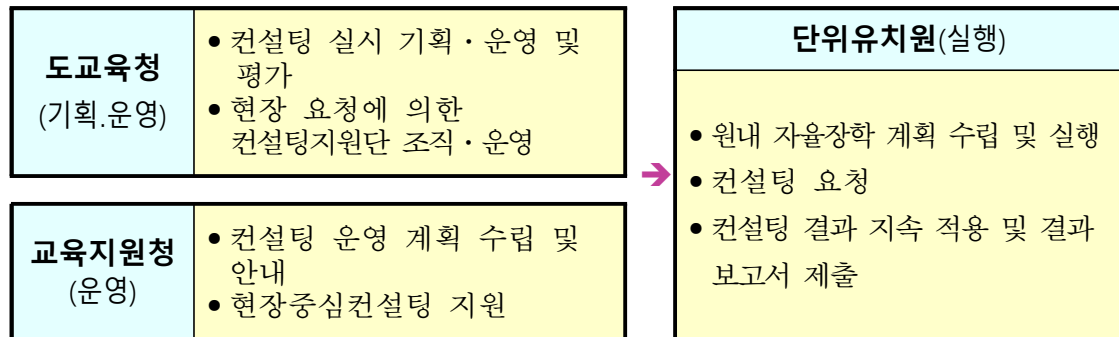 도교육청
(기획.운영)
• 컨설팅 실시 기획·운영 및
평가
• 현장 요청에 의한
컨설팅지원단 조직·운영
교육지원청
(운영)
• 컨설팅 운영 계획 수립 및
안내
• 현장중심컨설팅 지원
➔
단위유치원(실행)
• 원내 자율장학 계획 수립 및 실행
• 컨설팅 요청
• 컨설팅 결과 지속 적용 및 결과
보고서 제출